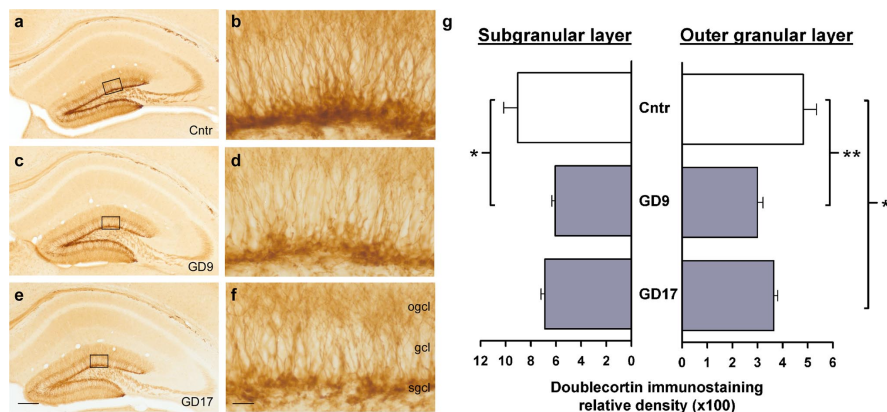 a
b
g
Subgranular layer
Outer granular layer
Cntr
Cntr
*
**
*
c
d
GD9
GD9
e
f
ogcl
gcl
sgcl
GD17
GD17
12 10 8 6 4 2 0
0 1 2 3 4 5 6
Doublecortin immunostaining
relative density (x100)